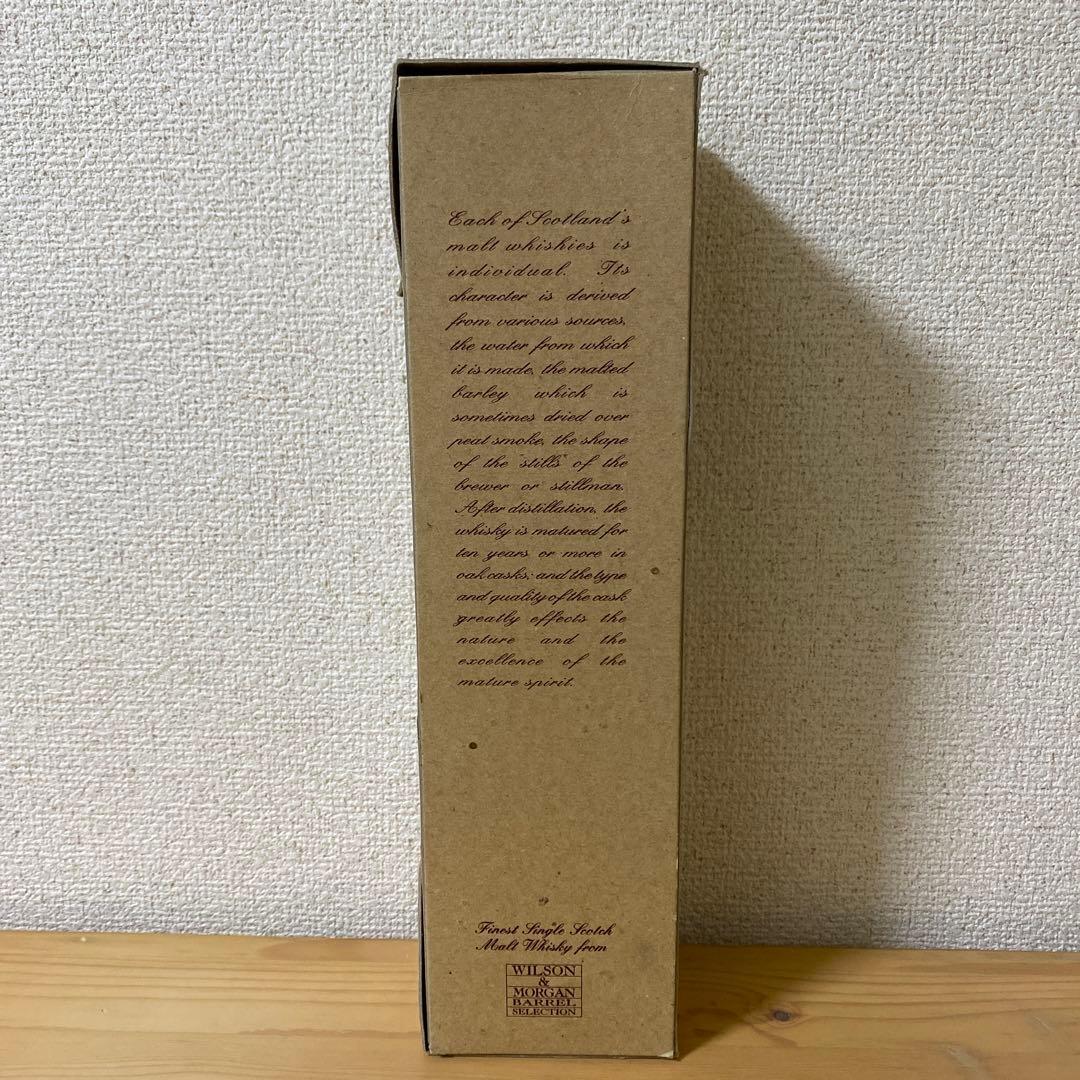 Each of Scotland's
malt whiskies is
individual. Its
character is derived
from various sources,
the water from which
it is made, the malted
barley which is
sometimes dried over
peat smoke, the shape
of the "stills" of the
brewer or stillman.
After distillation, the
whisky is matured for
ten years or more in
oak casks; and the type
and quality of the cask
greatly effects the
nature and the
excellence of the
mature spirit.
Finest Single Scotch
Malt Whisky from
WILSON
&
MORGAN
BARREL
SELECTION